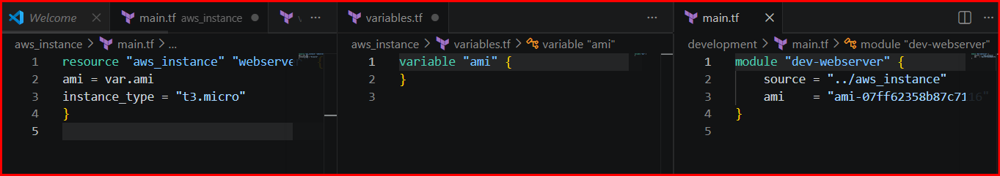 Welcome
main.tf aws_instance
...
aws_instance > main.tf > ...
1 resource "aws_instance" "webserver" {
2 ami = var.ami
3 instance_type = "t3.micro"
4 }
5
variables.tf
...
aws_instance > variables.tf > variable "ami"
1 variable "ami" {
2 }
3
main.tf
...
development > main.tf > module "dev-webserver"
1 module "dev-webserver" {
2 source = "../aws_instance"
3 ami = "ami-07ff62358b87c7116"
4 }
5